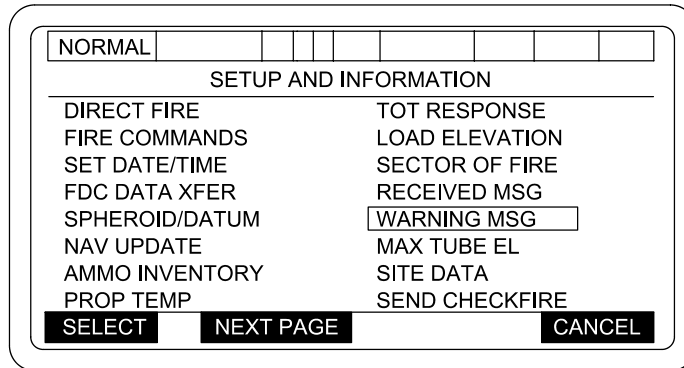 NORMAL
SETUP AND INFORMATION
DIRECT FIRE TOT RESPONSE
FIRE COMMANDS LOAD ELEVATION
SET DATE/TIME SECTOR OF FIRE
FDC DATA XFER RECEIVED MSG
SPHEROID/DATUM WARNING MSG
NAV UPDATE MAX TUBE EL
AMMO INVENTORY SITE DATA
PROP TEMP SEND CHECKFIRE
SELECT NEXT PAGE CANCEL